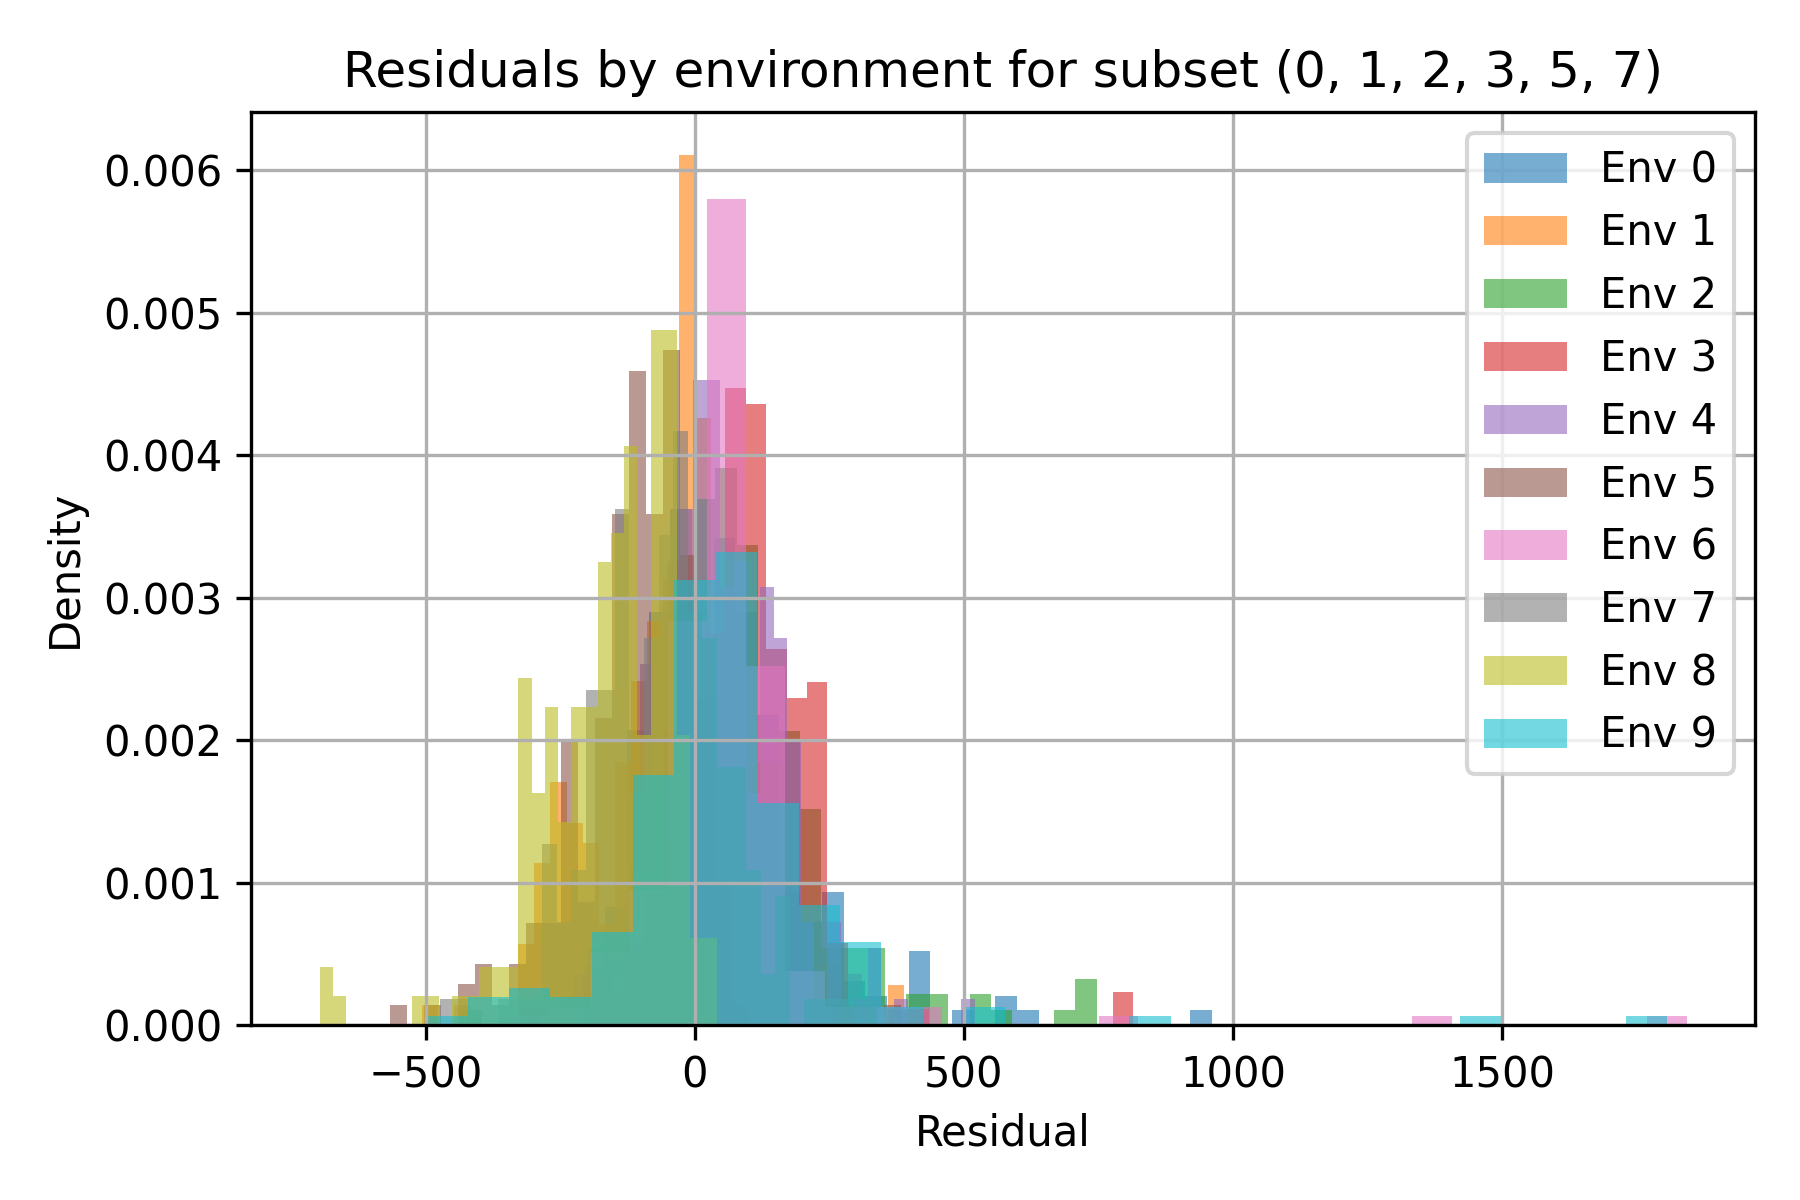 Residuals by environment for subset (0, 1, 2, 3, 5, 7)
0.006
0.005
0.004
0.003
0.002
0.001
0.000
Density
−500
0
500
1000
1500
Residual
Env 0
Env 1
Env 2
Env 3
Env 4
Env 5
Env 6
Env 7
Env 8
Env 9